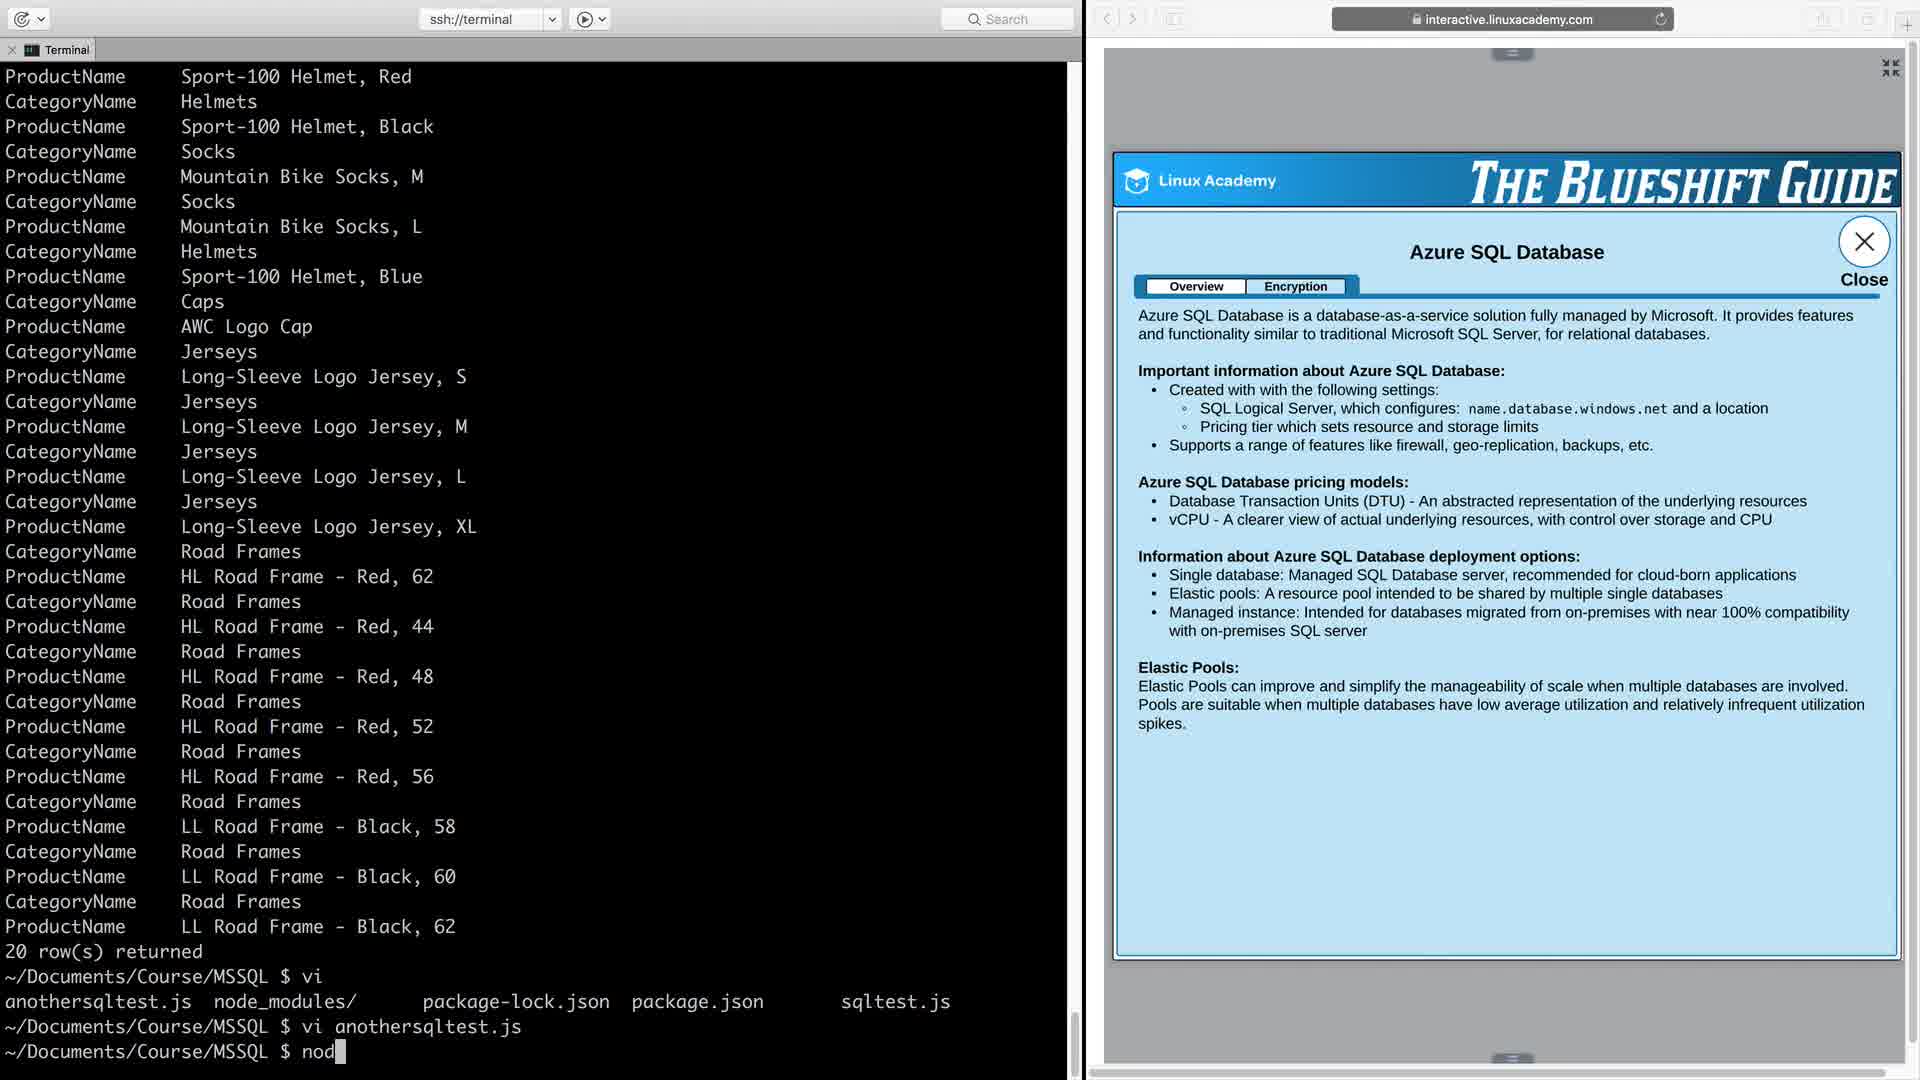 ssh://terminal
Search
Terminal
ProductName Sport-100 Helmet, Red
CategoryName Helmets
ProductName Sport-100 Helmet, Black
CategoryName Socks
ProductName Mountain Bike Socks, M
CategoryName Socks
ProductName Mountain Bike Socks, L
CategoryName Helmets
ProductName Sport-100 Helmet, Blue
CategoryName Caps
ProductName AWC Logo Cap
CategoryName Jerseys
ProductName Long-Sleeve Logo Jersey, S
CategoryName Jerseys
ProductName Long-Sleeve Logo Jersey, M
CategoryName Jerseys
ProductName Long-Sleeve Logo Jersey, L
CategoryName Jerseys
ProductName Long-Sleeve Logo Jersey, XL
CategoryName Road Frames
ProductName HL Road Frame - Red, 62
CategoryName Road Frames
ProductName HL Road Frame - Red, 44
CategoryName Road Frames
ProductName HL Road Frame - Red, 48
CategoryName Road Frames
ProductName HL Road Frame - Red, 52
CategoryName Road Frames
ProductName HL Road Frame - Red, 56
CategoryName Road Frames
ProductName LL Road Frame - Black, 58
CategoryName Road Frames
ProductName LL Road Frame - Black, 60
CategoryName Road Frames
ProductName LL Road Frame - Black, 62
20 row(s) returned
~/Documents/Course/MSSQL $ vi
anothersqltest.js node_modules/ package-lock.json package.json sqltest.js
~/Documents/Course/MSSQL $ vi anothersqltest.js
~/Documents/Course/MSSQL $ nod
interactive.linuxacademy.com
Linux Academy
THE BLUESHIFT GUIDE
Azure SQL Database
Close
Overview Encryption
Azure SQL Database is a database-as-a-service solution fully managed by Microsoft. It provides features
and functionality similar to traditional Microsoft SQL Server, for relational databases.
Important information about Azure SQL Database:
• Created with with the following settings:
◦ SQL Logical Server, which configures: name.database.windows.net and a location
◦ Pricing tier which sets resource and storage limits
• Supports a range of features like firewall, geo-replication, backups, etc.
Azure SQL Database pricing models:
• Database Transaction Units (DTU) - An abstracted representation of the underlying resources
• vCPU - A clearer view of actual underlying resources, with control over storage and CPU
Information about Azure SQL Database deployment options:
• Single database: Managed SQL Database server, recommended for cloud-born applications
• Elastic pools: A resource pool intended to be shared by multiple single databases
• Managed instance: Intended for databases migrated from on-premises with near 100% compatibility
with on-premises SQL server
Elastic Pools:
Elastic Pools can improve and simplify the manageability of scale when multiple databases are involved.
Pools are suitable when multiple databases have low average utilization and relatively infrequent utilization
spikes.